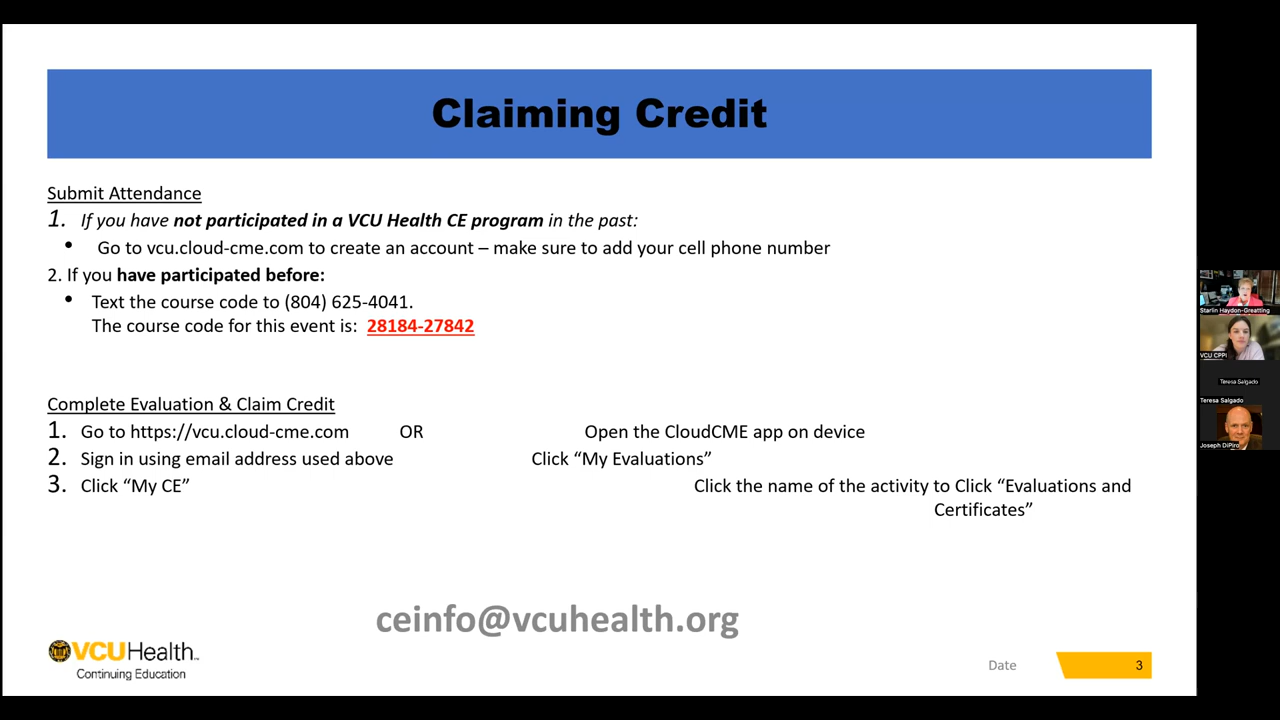 Claiming Credit
Submit Attendance
1. If you have not participated in a VCU Health CE program in the past:
• Go to vcu.cloud-cme.com to create an account – make sure to add your cell phone number
2. If you have participated before:
• Text the course code to (804) 625-4041.
The course code for this event is: 28184-27842
Complete Evaluation & Claim Credit
1. Go to https://vcu.cloud-cme.com OR Open the CloudCME app on device
2. Sign in using email address used above Click “My Evaluations”
3. Click “My CE” Click the name of the activity to Click “Evaluations and
Certificates”
ceinfo@vcuhealth.org
VCUHealth™
Continuing Education
Date
3
Starlin Haydon-Greatting
VCU CPPI
Teresa Salgado
Teresa Salgado
Joseph DiPiro